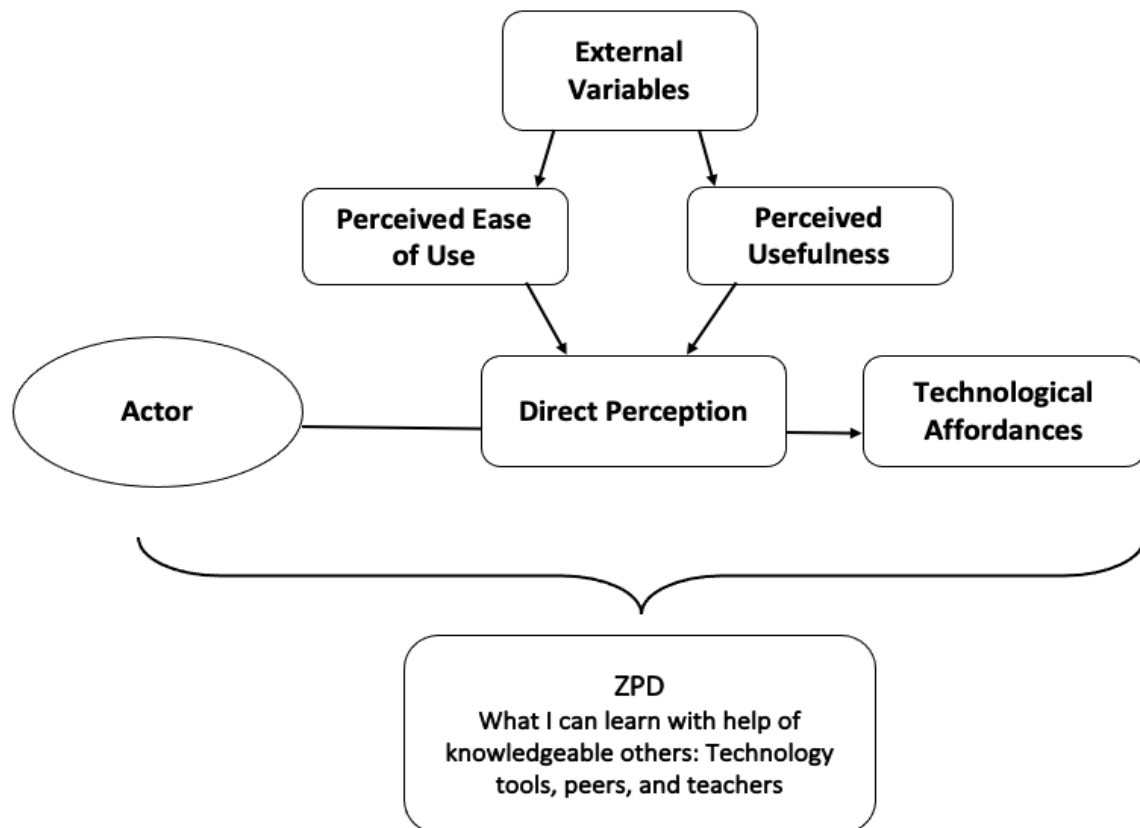 External
Variables
Perceived Ease
of Use
Perceived
Usefulness
Actor
Direct Perception
Technological
Affordances
ZPD
What I can learn with help of
knowledgeable others: Technology
tools, peers, and teachers